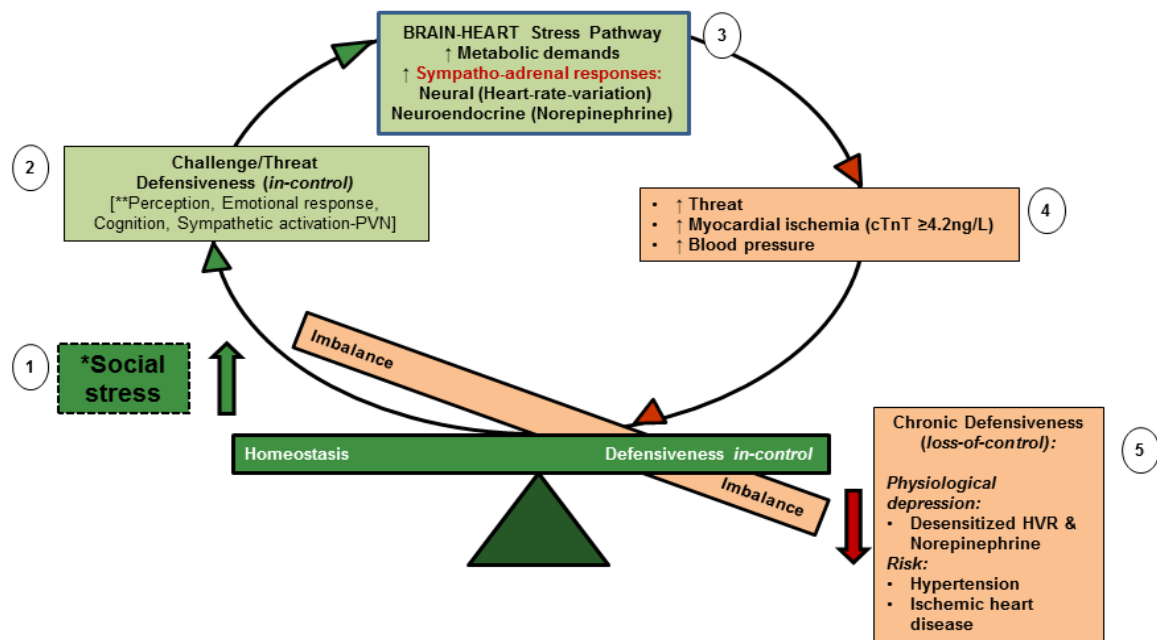 1
*Social
stress
2
Challenge/Threat
Defensiveness (in-control)
[**Perception, Emotional response,
Cognition, Sympathetic activation-PVN]
3
BRAIN-HEART Stress Pathway
↑ Metabolic demands
↑ Sympatho-adrenal responses:
Neural (Heart-rate-variation)
Neuroendocrine (Norepinephrine)
4
• ↑ Threat
• ↑ Myocardial ischemia (cTnT ≥4.2ng/L)
• ↑ Blood pressure
Imbalance
Homeostasis
Defensiveness in-control
Imbalance
5
Chronic Defensiveness
(loss-of-control):
Physiological
depression:
• Desensitized HVR &
Norepinephrine
Risk:
• Hypertension
• Ischemic heart
disease